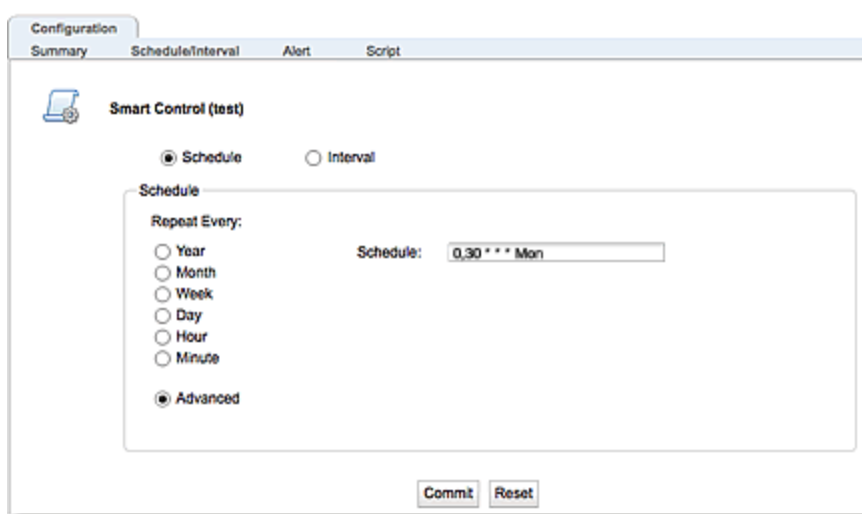 Configuration
Summary Schedule/Interval Alert Script
Smart Control (test)
Schedule Interval
Schedule
Repeat Every:
Year Schedule: 0,30 * * * Mon
Month
Week
Day
Hour
Minute
Advanced
Commit Reset